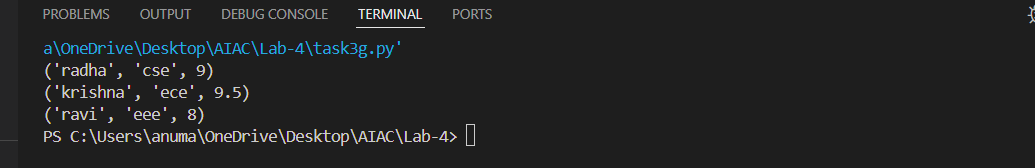 PROBLEMS OUTPUT DEBUG CONSOLE TERMINAL PORTS
a\OneDrive\Desktop\AIAC\Lab-4\task3g.py'
('radha', 'cse', 9)
('krishna', 'ece', 9.5)
('ravi', 'eee', 8)
PS C:\Users\anuma\OneDrive\Desktop\AIAC\Lab-4>